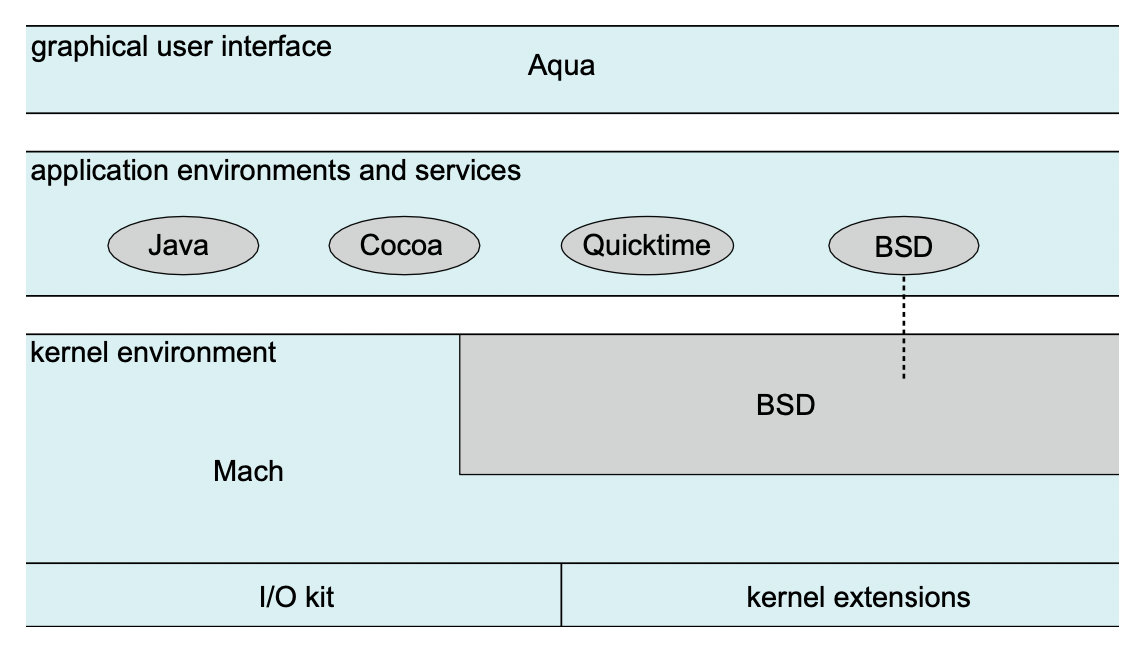 graphical user interface
Aqua
application environments and services
Java
Cocoa
Quicktime
BSD
kernel environment
BSD
Mach
I/O kit
kernel extensions